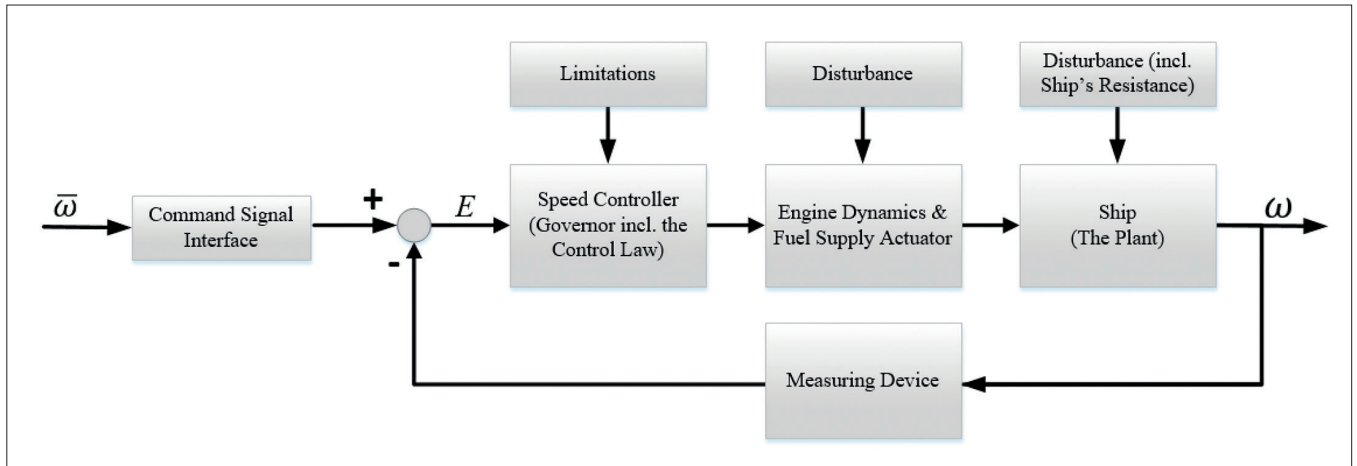 Limitations
Disturbance
Disturbance (incl.
Ship's Resistance)
ω̅
Command Signal
Interface
+
-
E
Speed Controller
(Governor incl. the
Control Law)
Engine Dynamics &
Fuel Supply Actuator
Ship
(The Plant)
ω
Measuring Device